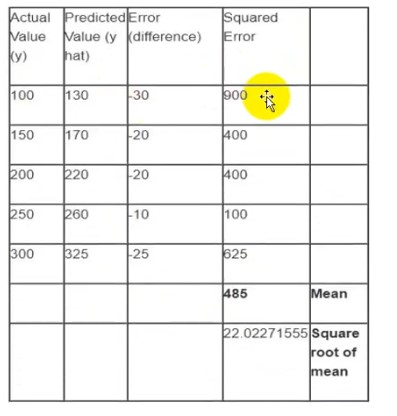 Actual Value (y) Predicted Value (y hat) Error (difference) Squared Error
100 130 -30 900
150 170 -20 400
200 220 -20 400
250 260 -10 100
300 325 -25 625
485 Mean
22.02271555 Square root of mean